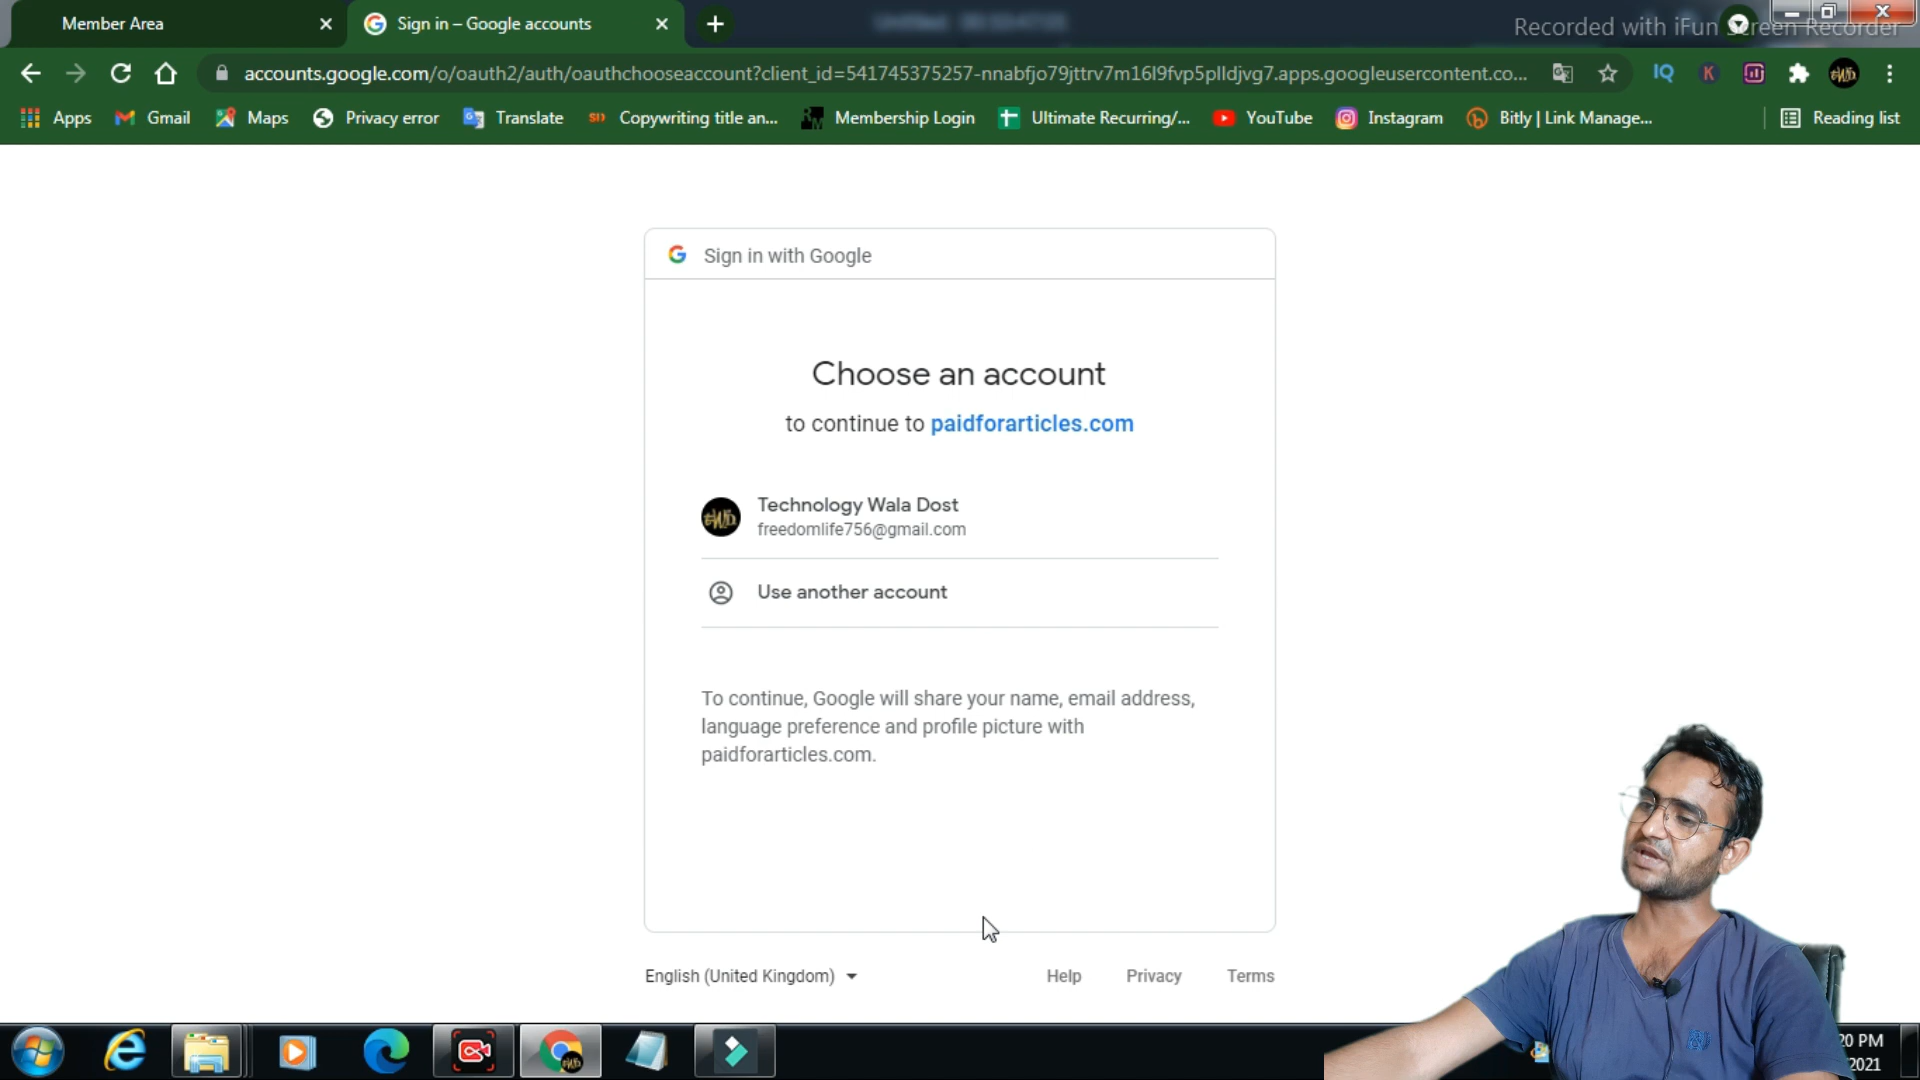 Member Area
Sign in – Google accounts
Recorded with iFun Screen Recorder
accounts.google.com/o/oauth2/auth/oauthchooseaccount?client_id=541745375257-nnabfjo79jttrv7m16l9fvp5plldjvg7.apps.googleusercontent.co...
IQ
K
Apps
Gmail
Maps
Privacy error
Translate
Copywriting title an...
Membership Login
Ultimate Recurring/...
YouTube
Instagram
Bitly | Link Manage...
Reading list
Sign in with Google
Choose an account
to continue to paidforarticles.com
Technology Wala Dost
freedomlife756@gmail.com
Use another account
To continue, Google will share your name, email address,
language preference and profile picture with
paidforarticles.com.
English (United Kingdom)
Help
Privacy
Terms
20 PM
2021